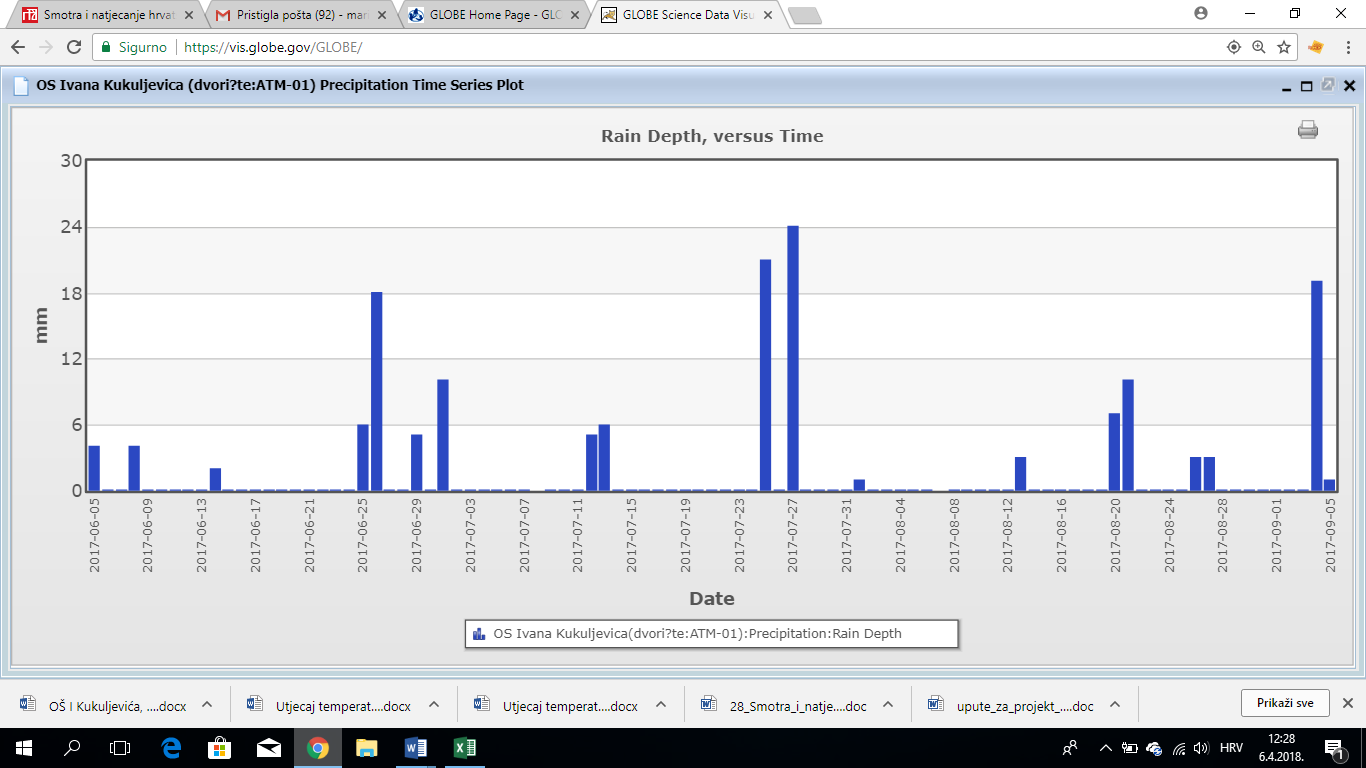 Smotra i natjecanje hrvat
Pristigla pošta (92) - mari
GLOBE Home Page - GLO
GLOBE Science Data Visu
Sigurno
https://vis.globe.gov/GLOBE/
OS Ivana Kukuljevica (dvori?te:ATM-01) Precipitation Time Series Plot
Rain Depth, versus Time
30
24
18
12
6
0
mm
2017-06-05
2017-06-09
2017-06-13
2017-06-17
2017-06-21
2017-06-25
2017-06-29
2017-07-03
2017-07-07
2017-07-11
2017-07-15
2017-07-19
2017-07-23
2017-07-27
2017-07-31
2017-08-04
2017-08-08
2017-08-12
2017-08-16
2017-08-20
2017-08-24
2017-08-28
2017-09-01
2017-09-05
Date
OS Ivana Kukuljevica(dvori?te:ATM-01):Precipitation:Rain Depth
OŠ I Kukuljevića, ....docx
Utjecaj temperat....docx
Utjecaj temperat....docx
28_Smotra_i_natje....doc
upute_za_projekt_....doc
Prikaži sve
HRV
12:28
6.4.2018.
1